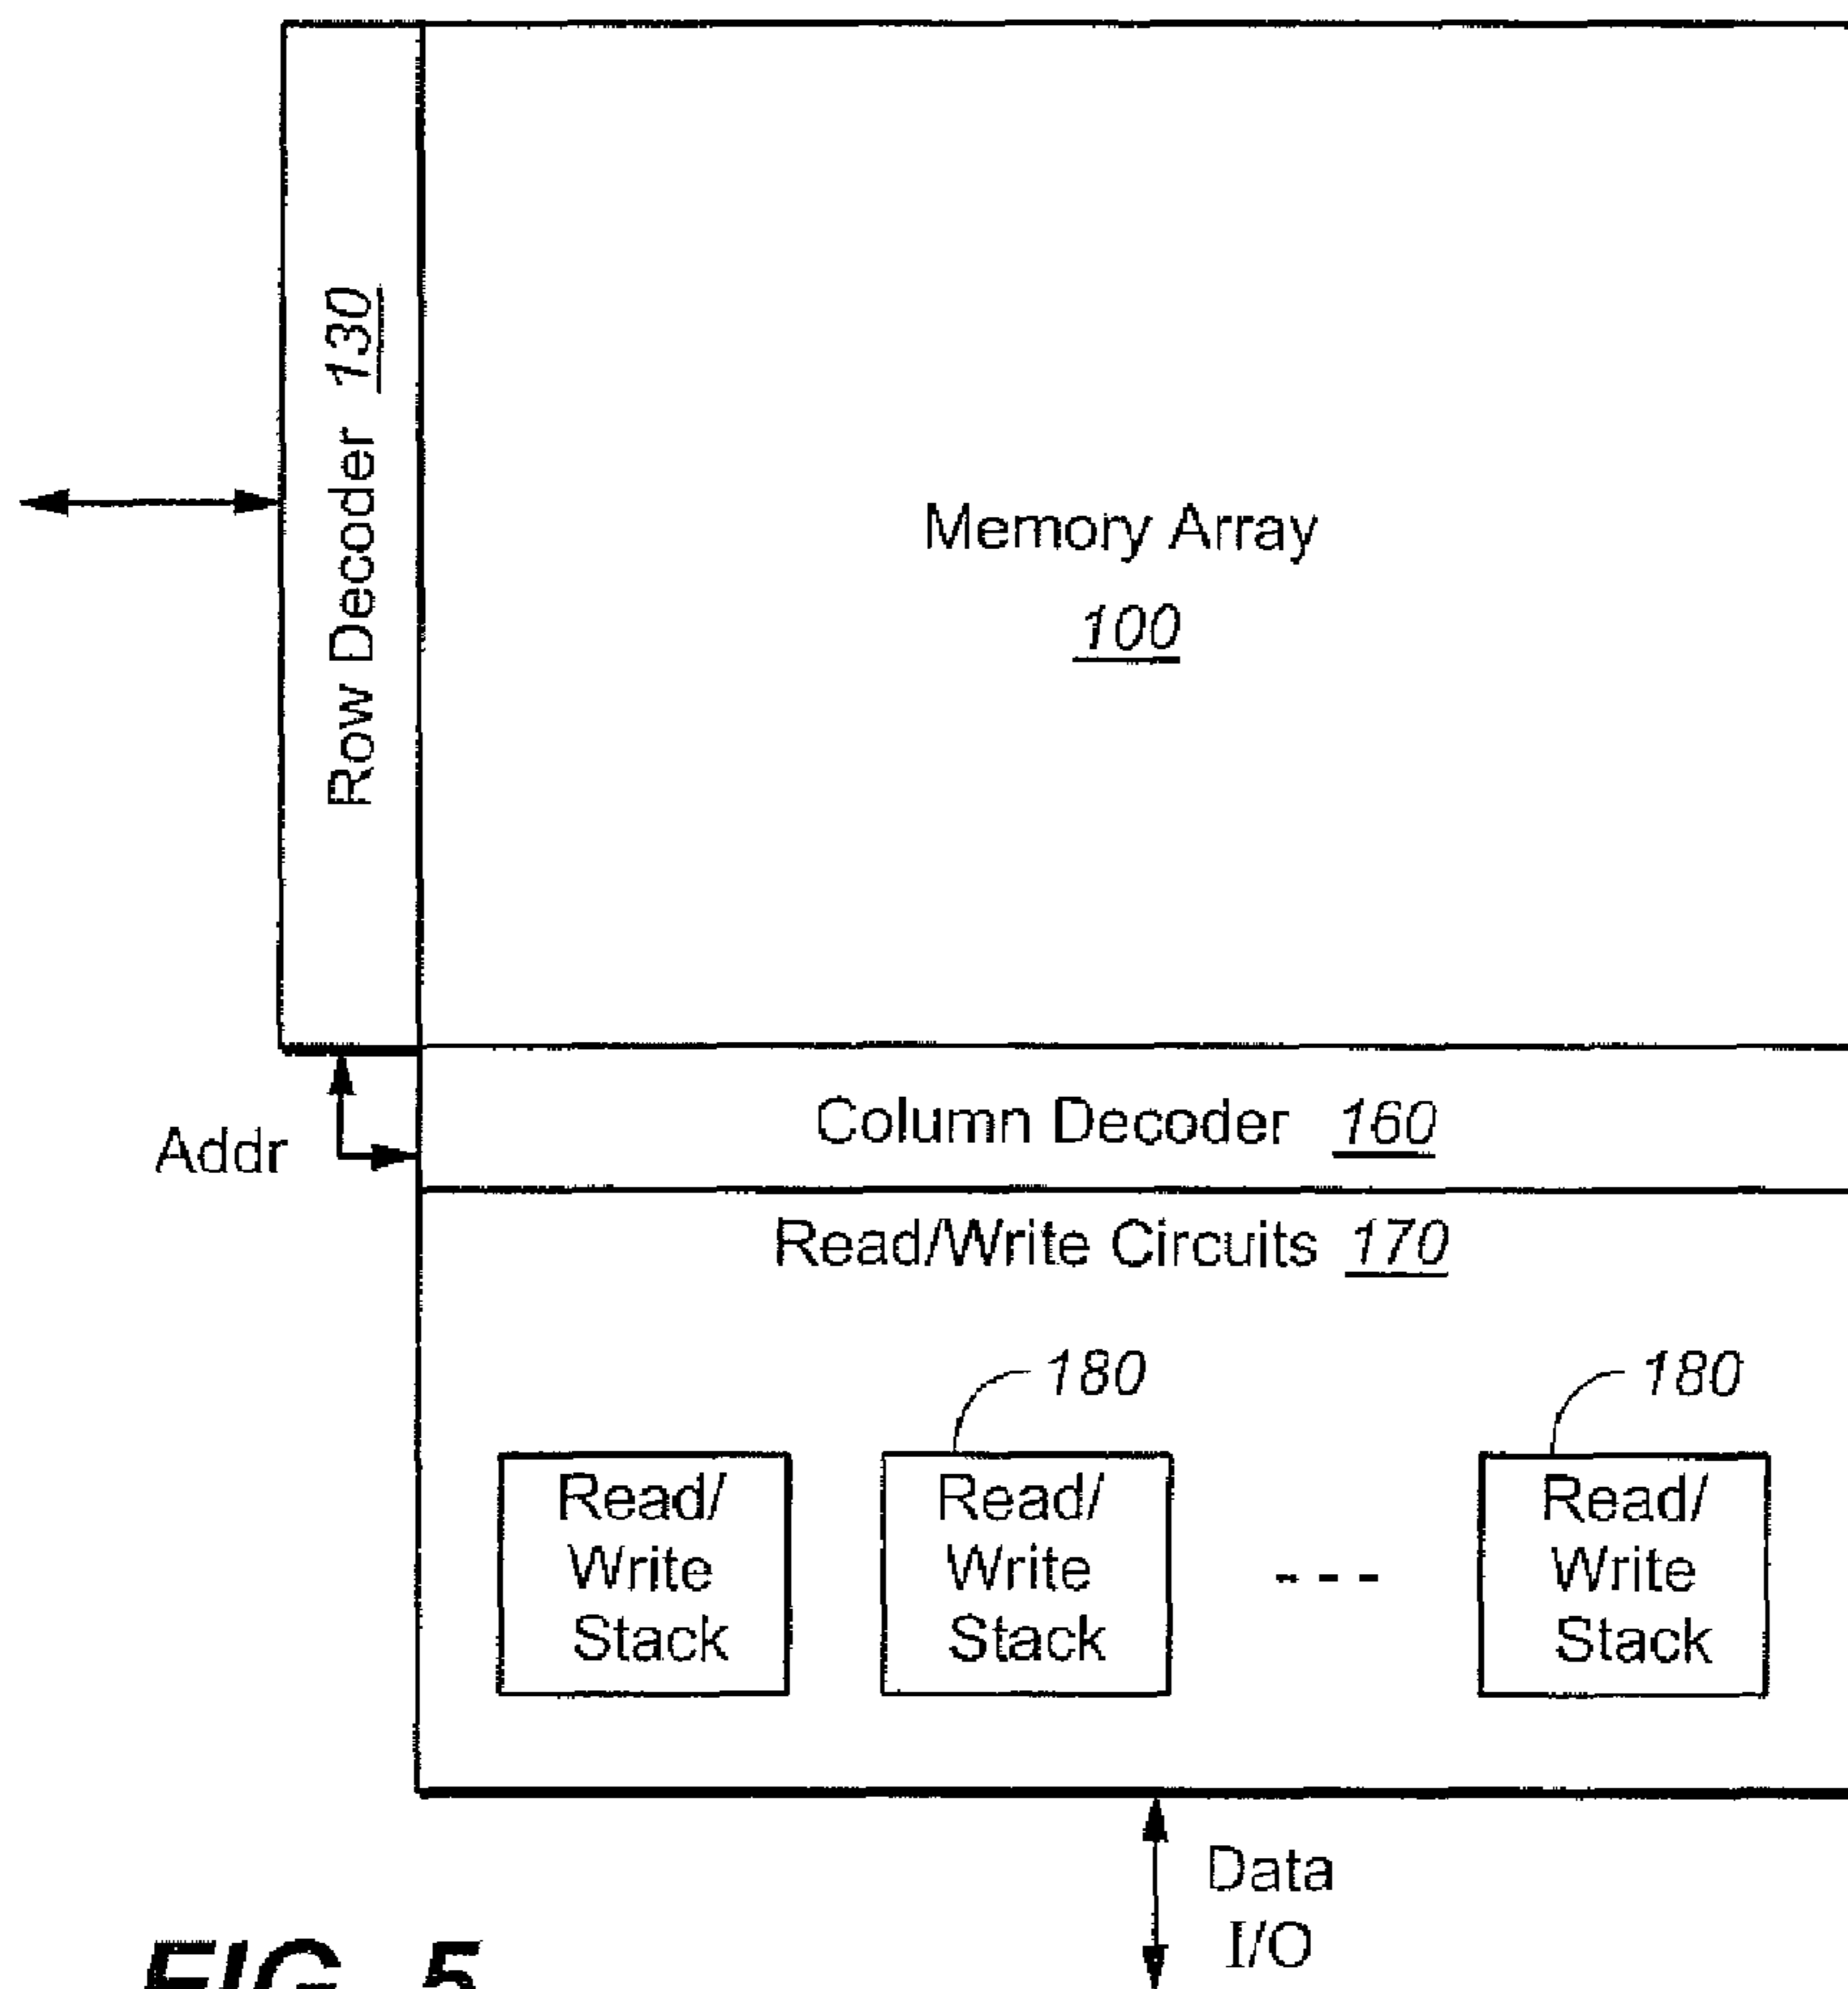 Row Decoder 130
Memory Array
100
Addr
Column Decoder 160
Read/Write Circuits 170
180
180
Read/
Write
Stack
Read/
Write
Stack
- - -
Read/
Write
Stack
Data
I/O
FIG. 5